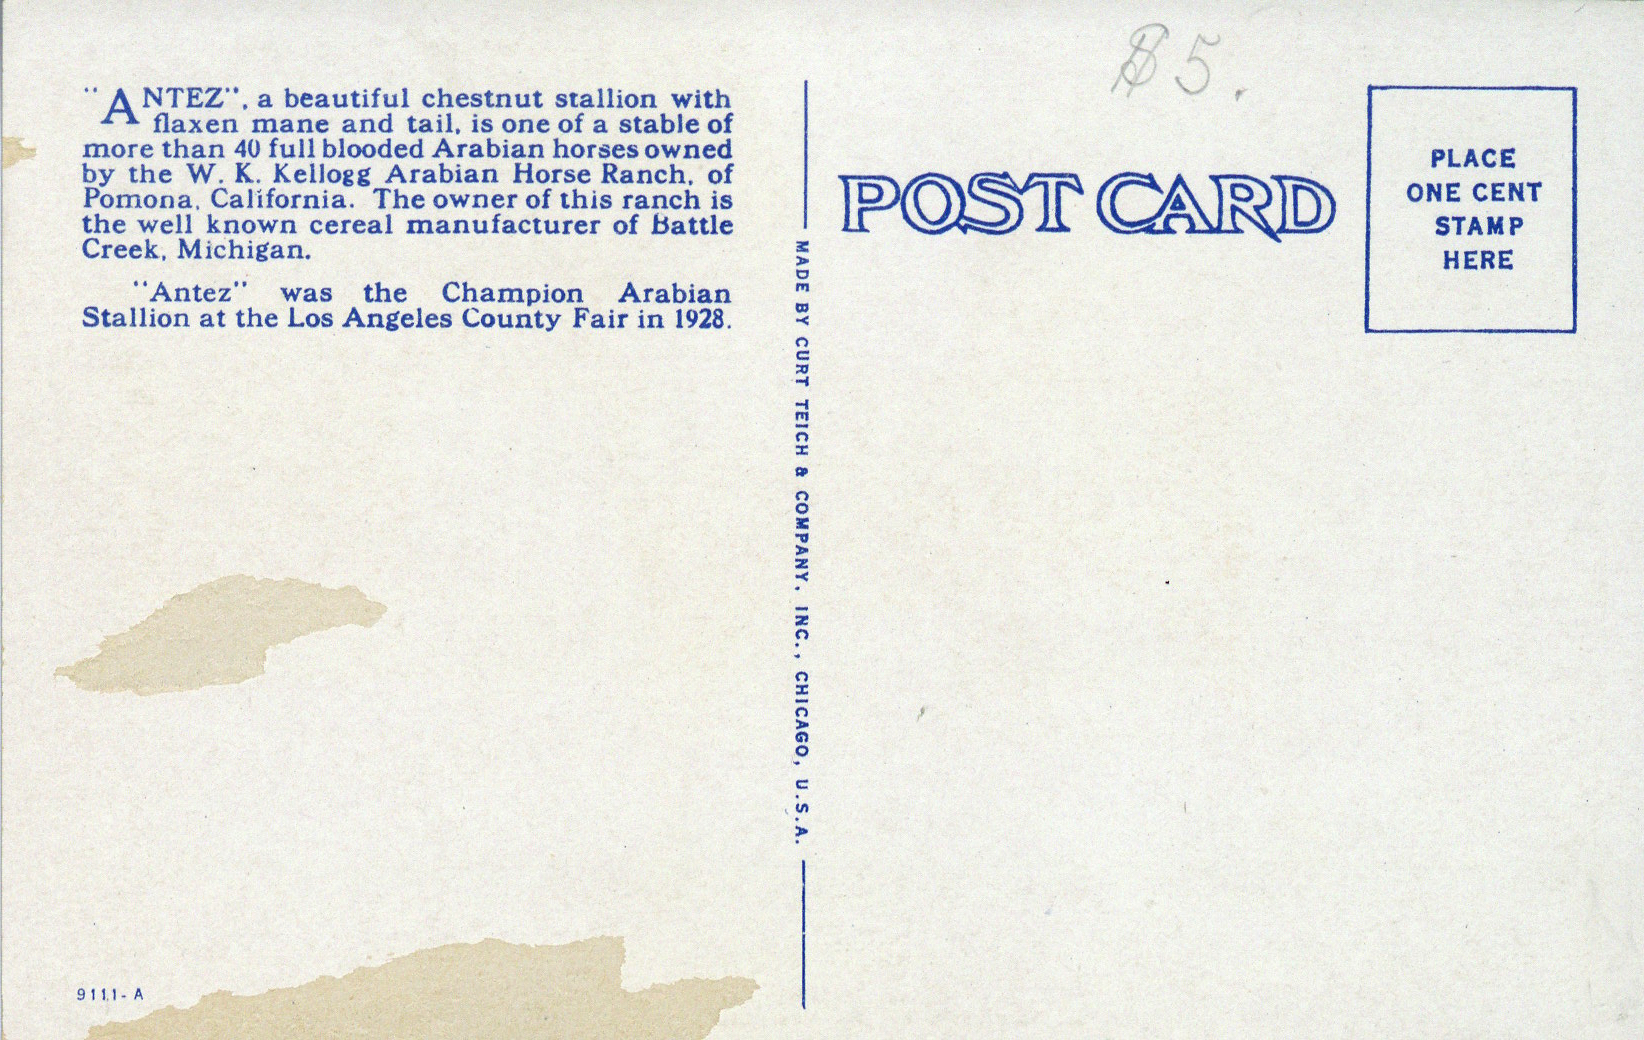 "ANTEZ", a beautiful chestnut stallion with
flaxen mane and tail, is one of a stable of
more than 40 full blooded Arabian horses owned
by the W. K. Kellogg Arabian Horse Ranch, of
Pomona, California. The owner of this ranch is
the well known cereal manufacturer of Battle
Creek, Michigan.
"Antez" was the Champion Arabian
Stallion at the Los Angeles County Fair in 1928.
9111-A
MADE BY CURT TEICH & COMPANY, INC., CHICAGO, U.S.A.
$5.
POST CARD
PLACE
ONE CENT
STAMP
HERE